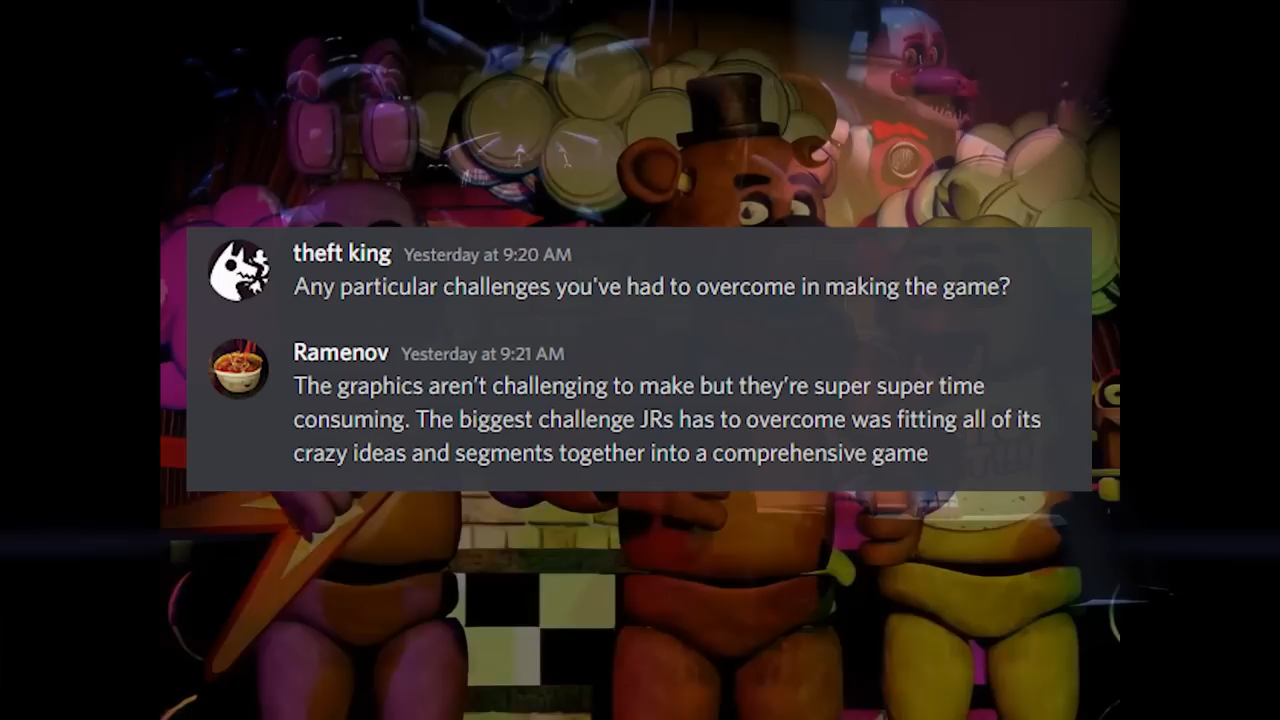 theft king Yesterday at 9:20 AM
Any particular challenges you've had to overcome in making the game?
Ramenov Yesterday at 9:21 AM
The graphics aren’t challenging to make but they’re super super time
consuming. The biggest challenge JRs has to overcome was fitting all of its
crazy ideas and segments together into a comprehensive game